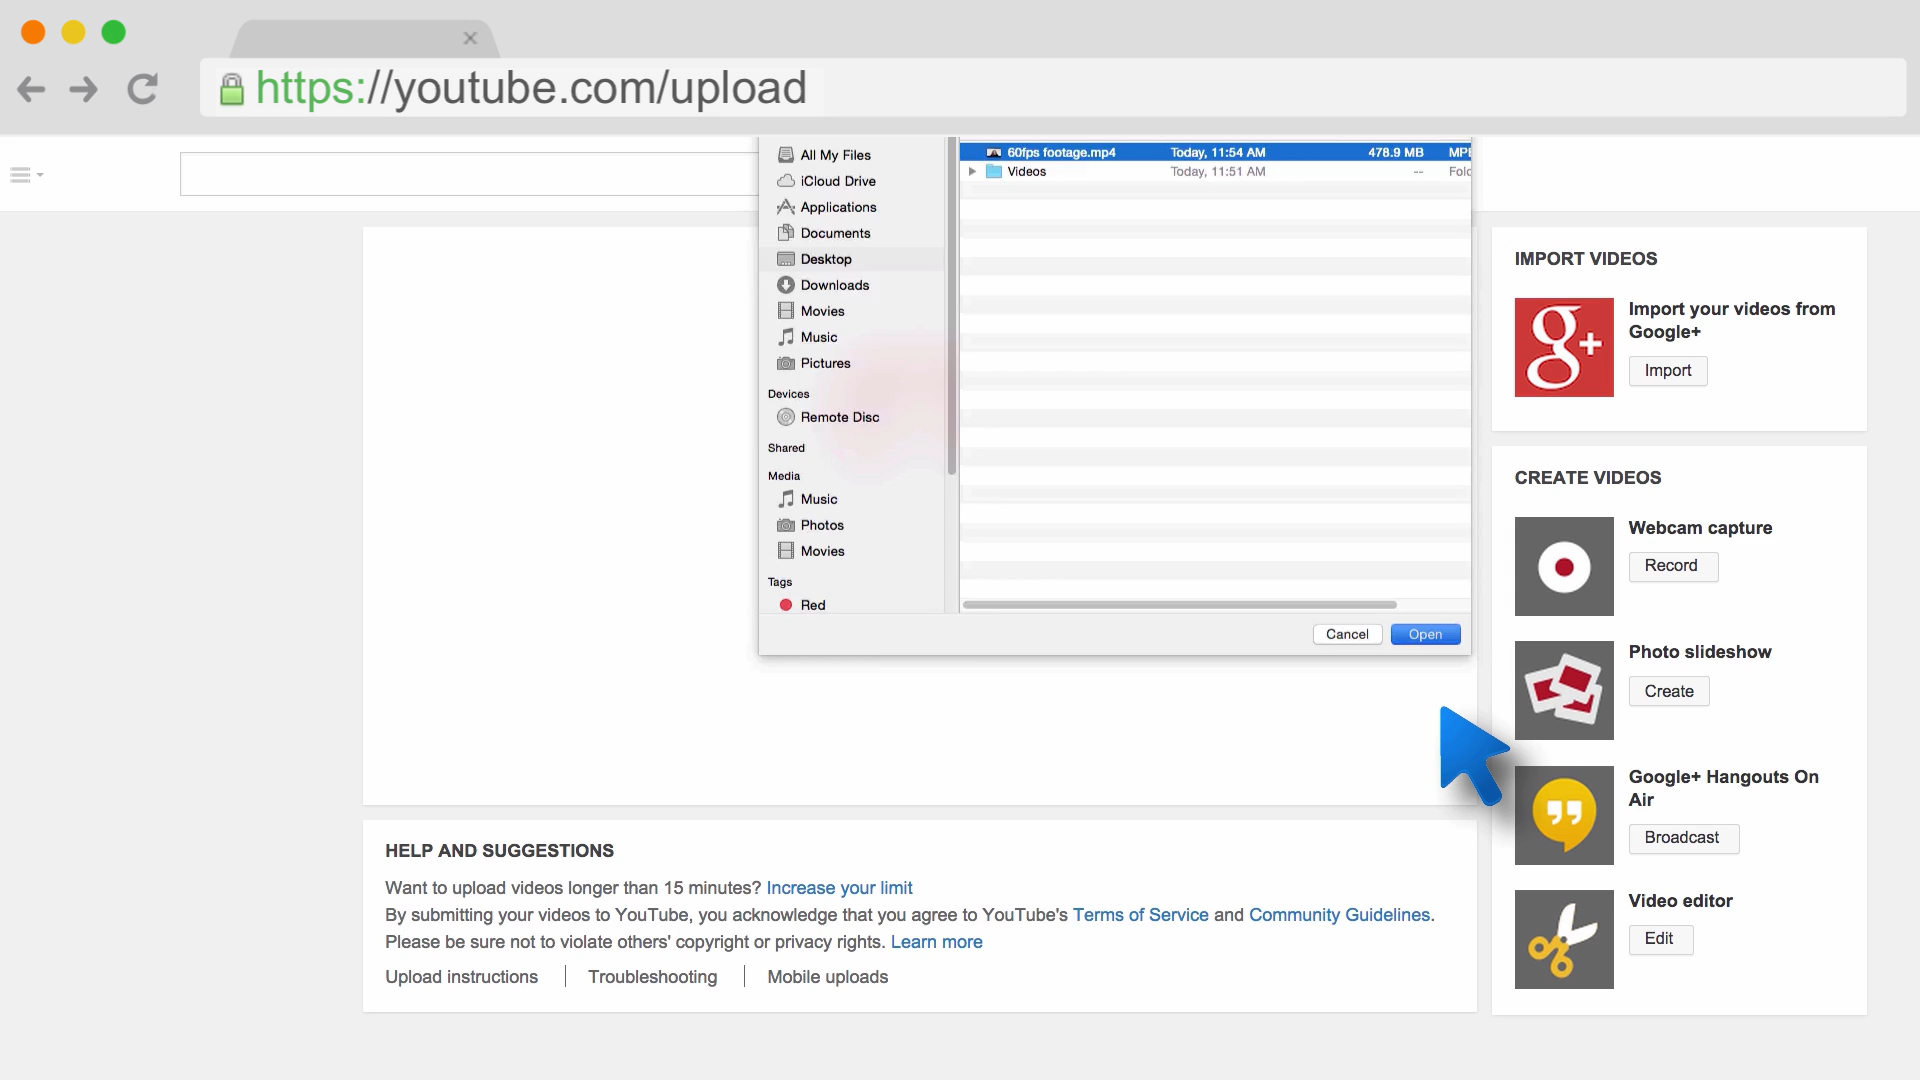 https://youtube.com/upload
All My Files
iCloud Drive
Applications
Documents
Desktop
Downloads
Movies
Music
Pictures
Devices
Remote Disc
Shared
Media
Music
Photos
Movies
Tags
Red
60fps footage.mp4 Today, 11:54 AM 478.9 MB
Videos Today, 11:51 AM --
Cancel Open
IMPORT VIDEOS
g+
Import your videos from
Google+
Import
CREATE VIDEOS
Webcam capture
Record
Photo slideshow
Create
Google+ Hangouts On
Air
Broadcast
Video editor
Edit
HELP AND SUGGESTIONS
Want to upload videos longer than 15 minutes? Increase your limit
By submitting your videos to YouTube, you acknowledge that you agree to YouTube's Terms of Service and Community Guidelines.
Please be sure not to violate others' copyright or privacy rights. Learn more
Upload instructions | Troubleshooting | Mobile uploads